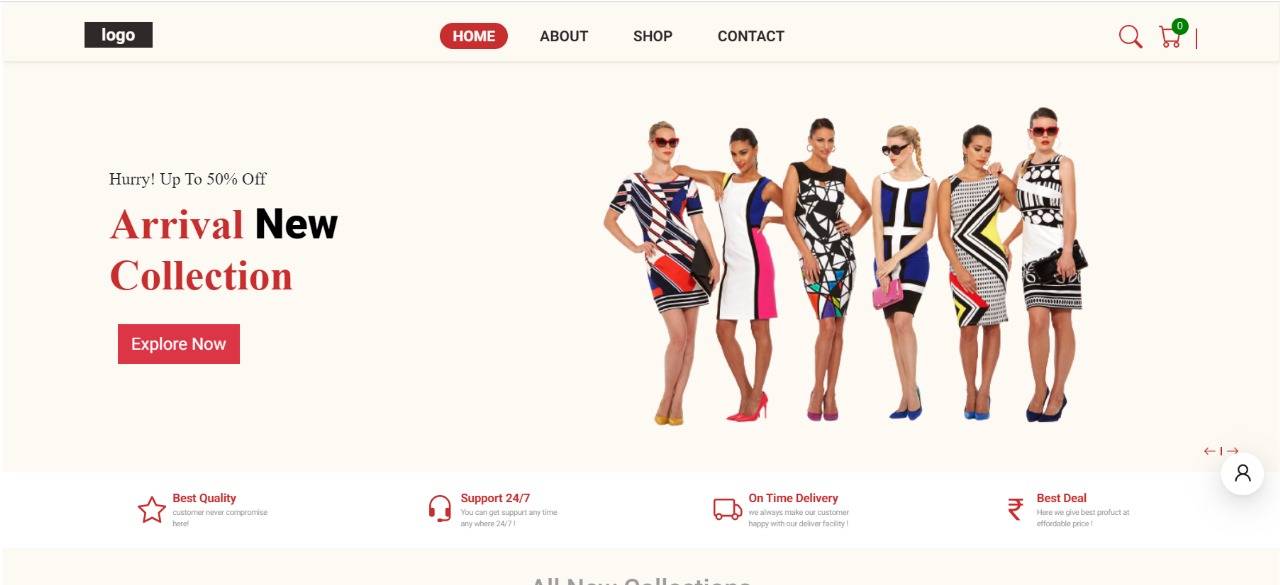 logo
HOME
ABOUT
SHOP
CONTACT
0
Hurry! Up To 50% Off
Arrival New
Collection
Explore Now
Best Quality
customer never compromise
here!
Support 24/7
You can get suppurt any time
any where 24/7 !
On Time Delivery
we always make our customer
happy with our deliver facility !
₹
Best Deal
Here we give best profuct at
effordable price !
All New Collections